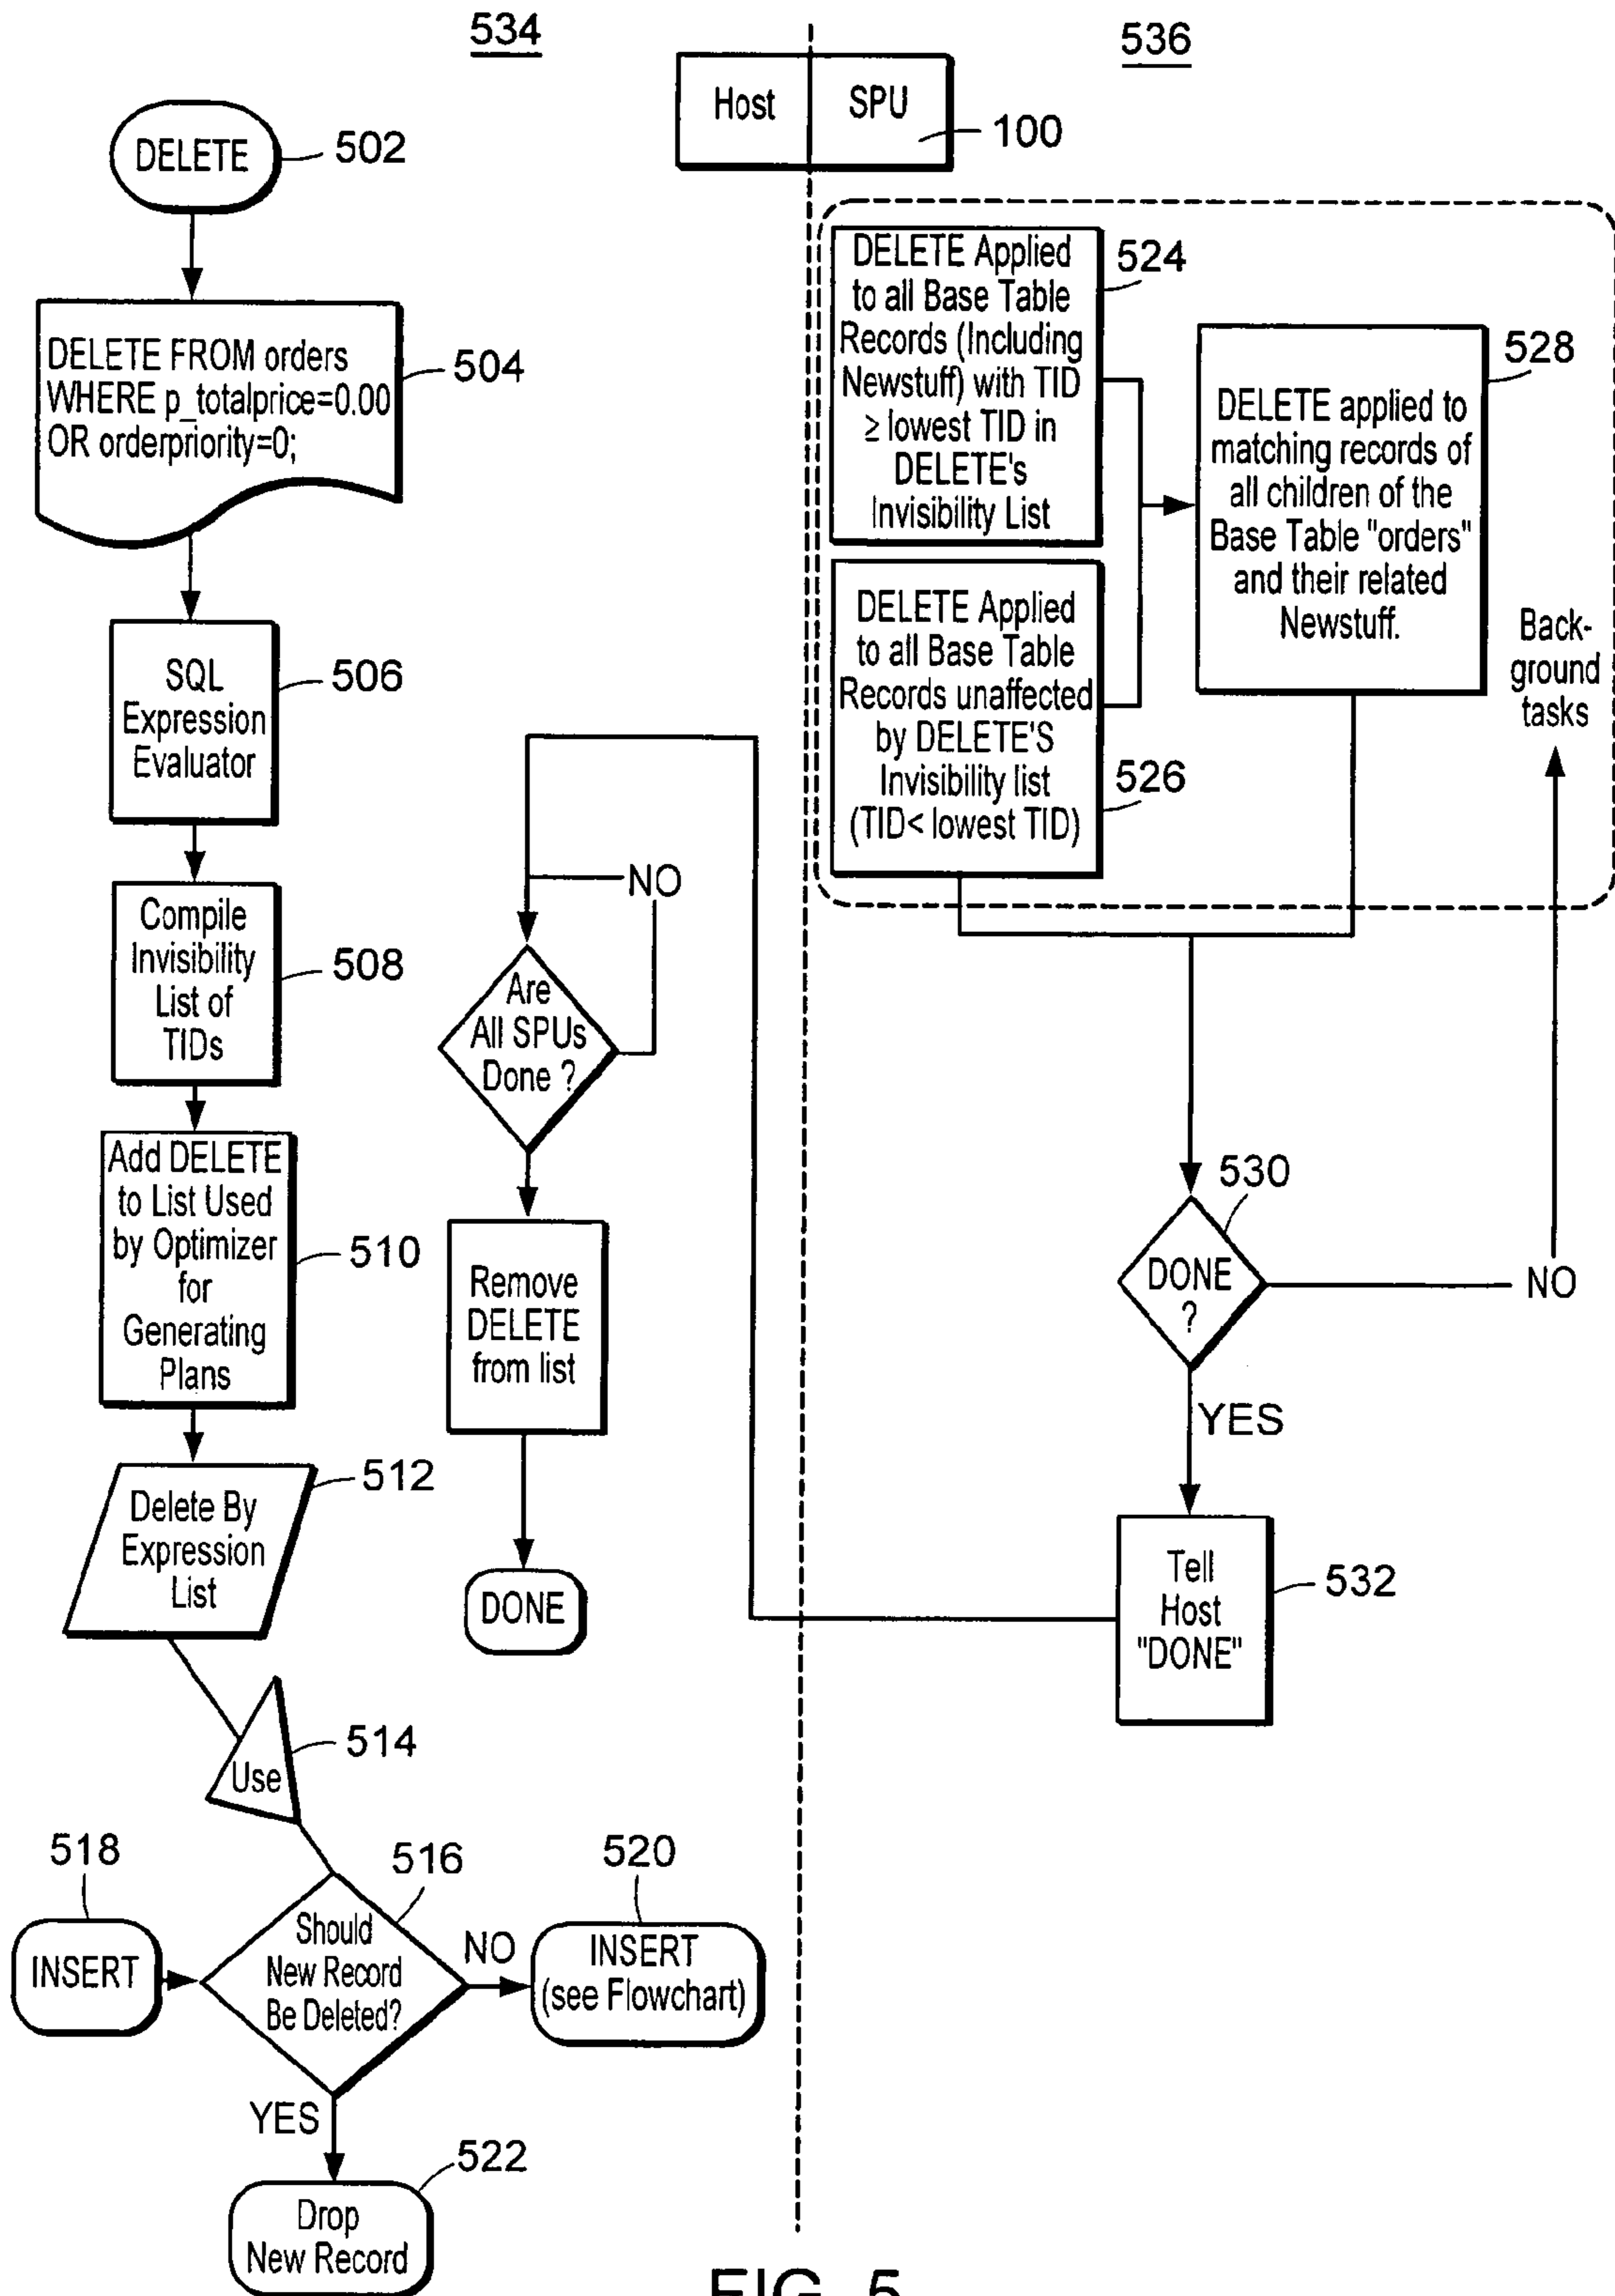 534
536
Host
SPU
100
DELETE
502
DELETE FROM orders
WHERE p_totalprice=0.00
OR orderpriority=0;
504
SQL
Expression
Evaluator
506
Compile
Invisibility
List of
TIDs
508
Add DELETE
to List Used
by Optimizer
for
Generating
Plans
510
Delete By
Expression
List
512
Use
514
518
INSERT
516
Should
New Record
Be Deleted?
NO
520
INSERT
(see Flowchart)
YES
522
Drop
New Record
NO
Are
All SPUs
Done ?
Remove
DELETE
from list
DONE
DELETE Applied
to all Base Table
Records (Including
Newstuff) with TID
≥ lowest TID in
DELETE's
Invisibility List
524
DELETE Applied
to all Base Table
Records unaffected
by DELETE'S
Invisibility list
(TID< lowest TID)
526
DELETE applied to
matching records of
all children of the
Base Table "orders"
and their related
Newstuff.
528
Back-
ground
tasks
530
DONE
?
NO
YES
Tell
Host
"DONE"
532
FIG. 5